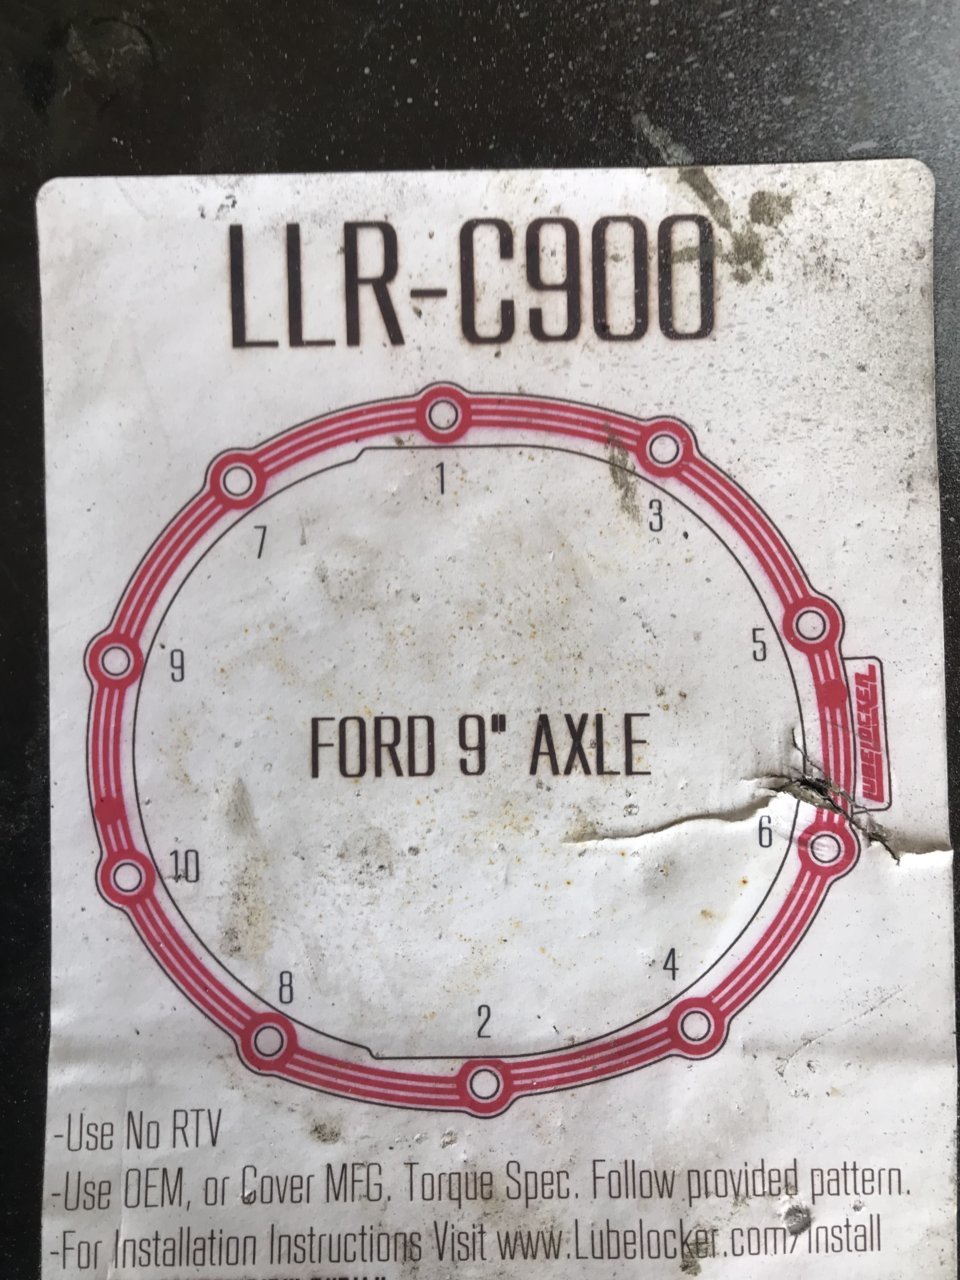 LLR-C900
1
3
7
5
9
FORD 9" AXLE
LUBELOCKER
6
10
4
8
2
-Use No RTV
-Use OEM, or Cover MFG. Torque Spec. Follow provided pattern.
-For Installation Instructions Visit www.Lubelocker.com/Install